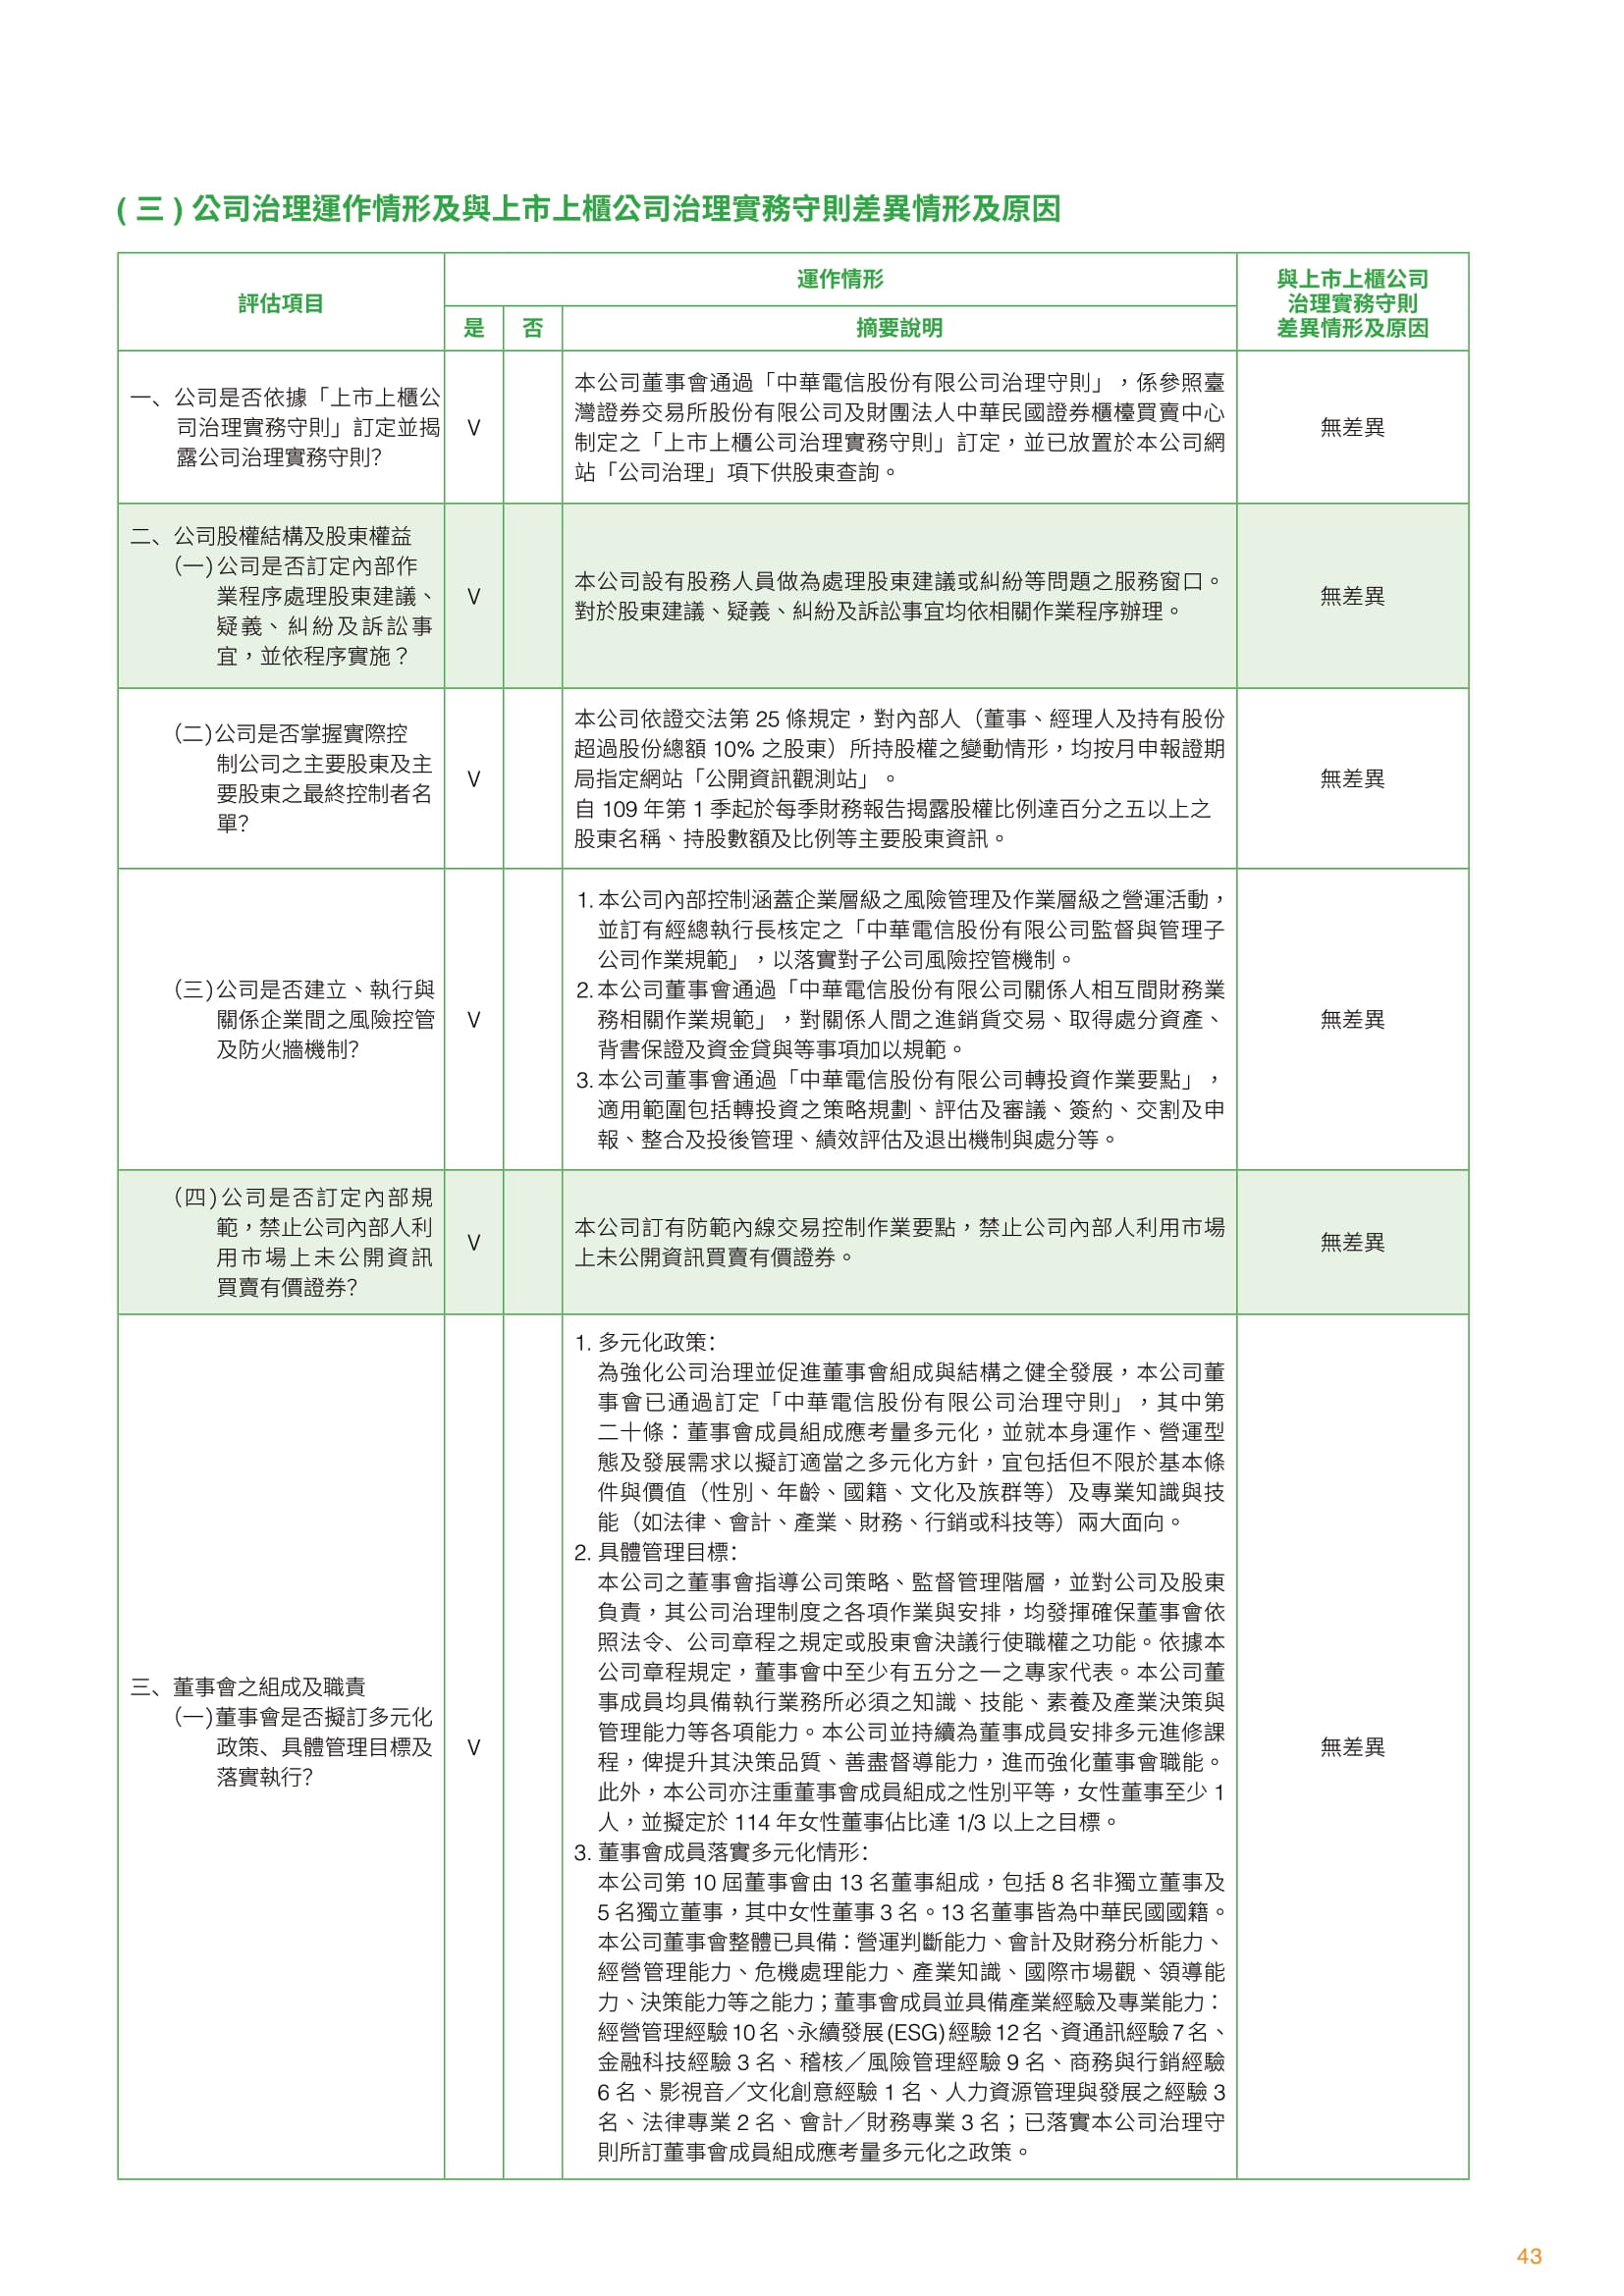 (三)公司治理運作情形及與上市上櫃公司治理實務守則差異情形及原因
評估項目
運作情形
與上市上櫃公司
治理實務守則
差異情形及原因
是
否
摘要說明
一、公司是否依據「上市上櫃公
司治理實務守則」訂定並揭
露公司治理實務守則?
V
本公司董事會通過「中華電信股份有限公司治理守則」，係參照臺
灣證券交易所股份有限公司及財團法人中華民國證券櫃檯買賣中心
制定之「上市上櫃公司治理實務守則」訂定，並已放置於本公司網
站「公司治理」項下供股東查詢。
無差異
二、公司股權結構及股東權益
(一)公司是否訂定內部作
業程序處理股東建議、
疑義、糾紛及訴訟事
宜，並依程序實施？
V
本公司設有股務人員做為處理股東建議或糾紛等問題之服務窗口。
對於股東建議、疑義、糾紛及訴訟事宜均依相關作業程序辦理。
無差異
(二)公司是否掌握實際控
制公司之主要股東及主
要股東之最終控制者名
單?
V
本公司依證交法第 25 條規定，對內部人（董事、經理人及持有股份
超過股份總額 10% 之股東）所持股權之變動情形，均按月申報證期
局指定網站「公開資訊觀測站」。
自 109 年第 1 季起於每季財務報告揭露股權比例達百分之五以上之
股東名稱、持股數額及比例等主要股東資訊。
無差異
(三)公司是否建立、執行與
關係企業間之風險控管
及防火牆機制?
V
1. 本公司內部控制涵蓋企業層級之風險管理及作業層級之營運活動，
並訂有經總執行長核定之「中華電信股份有限公司監督與管理子
公司作業規範」，以落實對子公司風險控管機制。
2. 本公司董事會通過「中華電信股份有限公司關係人相互間財務業
務相關作業規範」，對關係人間之進銷貨交易、取得處分資產、
背書保證及資金貸與等事項加以規範。
3. 本公司董事會通過「中華電信股份有限公司轉投資作業要點」，
適用範圍包括轉投資之策略規劃、評估及審議、簽約、交割及申
報、整合及投後管理、績效評估及退出機制與處分等。
無差異
(四)公司是否訂定內部規
範，禁止公司內部人利
用市場上未公開資訊
買賣有價證券?
V
本公司訂有防範內線交易控制作業要點，禁止公司內部人利用市場
上未公開資訊買賣有價證券。
無差異
三、董事會之組成及職責
(一)董事會是否擬訂多元化
政策、具體管理目標及
落實執行?
V
1. 多元化政策:
為強化公司治理並促進董事會組成與結構之健全發展，本公司董
事會已通過訂定「中華電信股份有限公司治理守則」，其中第
二十條：董事會成員組成應考量多元化，並就本身運作、營運型
態及發展需求以擬訂適當之多元化方針，宜包括但不限於基本條
件與價值（性別、年齡、國籍、文化及族群等）及專業知識與技
能（如法律、會計、產業、財務、行銷或科技等）兩大面向。
2. 具體管理目標:
本公司之董事會指導公司策略、監督管理階層，並對公司及股東
負責，其公司治理制度之各項作業與安排，均發揮確保董事會依
照法令、公司章程之規定或股東會決議行使職權之功能。依據本
公司章程規定，董事會中至少有五分之一之專家代表。本公司董
事成員均具備執行業務所必須之知識、技能、素養及產業決策與
管理能力等各項能力。本公司並持續為董事成員安排多元進修課
程，俾提升其決策品質、善盡督導能力，進而強化董事會職能。
此外，本公司亦注重董事會成員組成之性別平等，女性董事至少 1
人，並擬定於 114 年女性董事佔比達 1/3 以上之目標。
3. 董事會成員落實多元化情形:
本公司第 10 屆董事會由 13 名董事組成，包括 8 名非獨立董事及
5 名獨立董事，其中女性董事 3 名。13 名董事皆為中華民國國籍。
本公司董事會整體已具備：營運判斷能力、會計及財務分析能力、
經營管理能力、危機處理能力、產業知識、國際市場觀、領導能
力、決策能力等之能力；董事會成員並具備產業經驗及專業能力：
經營管理經驗 10 名、永續發展 (ESG) 經驗 12 名、資通訊經驗 7 名、
金融科技經驗 3 名、稽核／風險管理經驗 9 名、商務與行銷經驗
6 名、影視音／文化創意經驗 1 名、人力資源管理與發展之經驗 3
名、法律專業 2 名、會計／財務專業 3 名；已落實本公司治理守
則所訂董事會成員組成應考量多元化之政策。
無差異
43